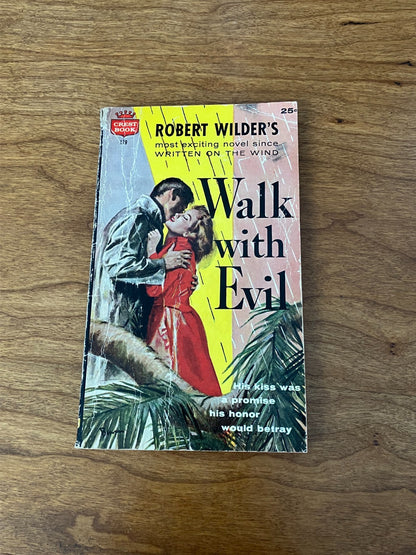 CREST
BOOK
279
25¢
ROBERT WILDER'S
most exciting novel since
WRITTEN ON THE WIND
Walk
with
Evil
His kiss was
a promise
his honor
would betray